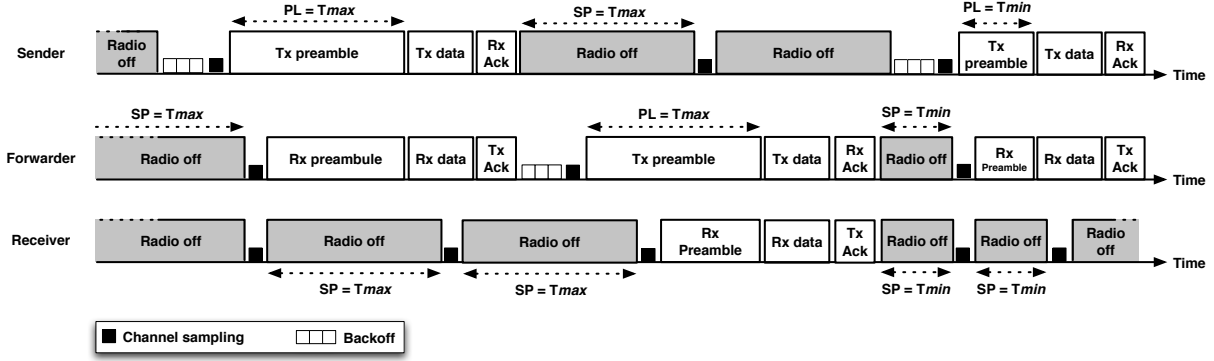 PL = Tmax SP = Tmax PL = Tmin
Sender Radio off Tx preamble Tx data Rx Ack Radio off Radio off Tx preamble Tx data Rx Ack Time
SP = Tmax PL = Tmax SP = Tmin
Forwarder Radio off Rx preambule Rx data Tx Ack Tx preamble Tx data Rx Ack Radio off Rx Preamble Rx data Tx Ack Time
Receiver Radio off Radio off Radio off Rx Preamble Rx data Tx Ack Radio off Radio off Radio off Time
SP = Tmax SP = Tmax SP = Tmin SP = Tmin
Channel sampling Backoff